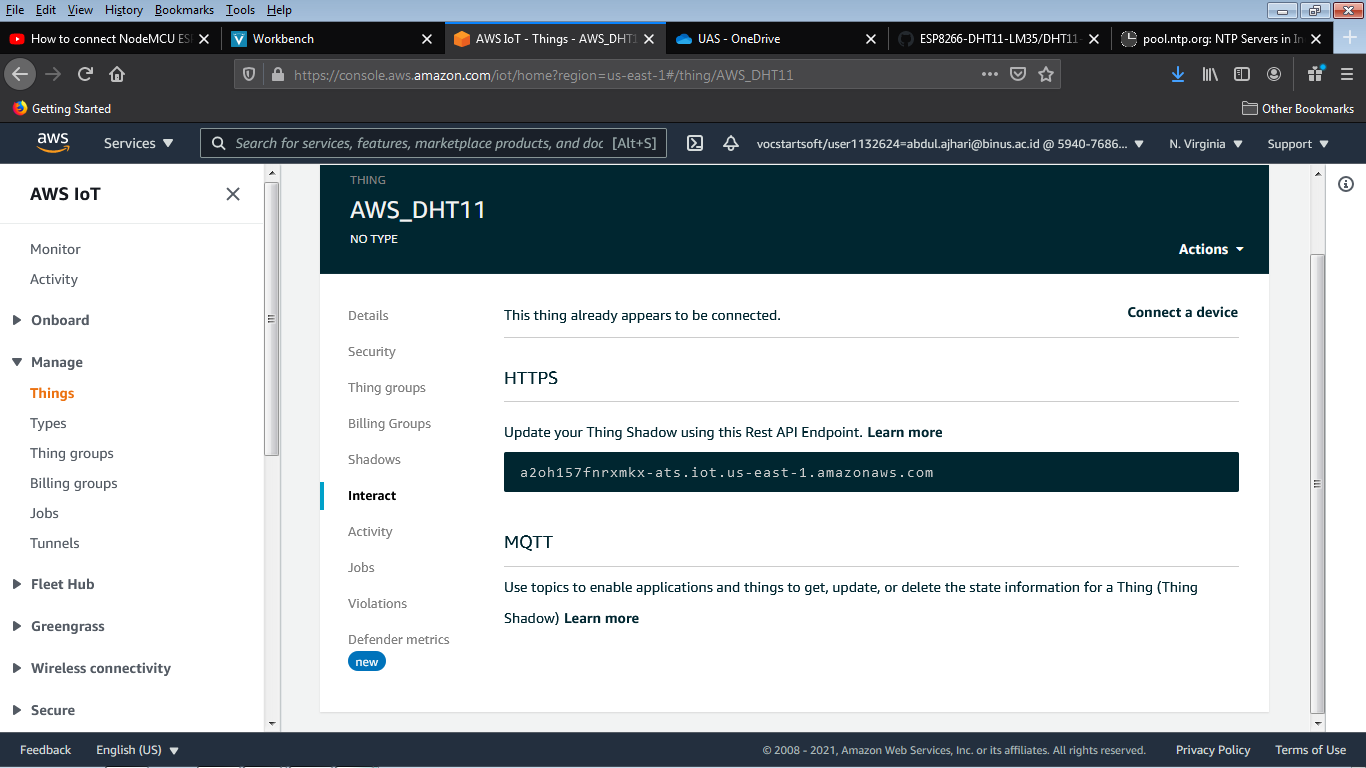 File Edit View History Bookmarks Tools Help
How to connect NodeMCU ESP
Workbench
AWS IoT - Things - AWS_DHT1
UAS - OneDrive
ESP8266-DHT11-LM35/DHT11-
pool.ntp.org: NTP Servers in In
https://console.aws.amazon.com/iot/home?region=us-east-1#/thing/AWS_DHT11
Getting Started
Other Bookmarks
aws
Services
Search for services, features, marketplace products, and doc [Alt+S]
vocstartsoft/user1132624=abdul.ajhari@binus.ac.id @ 5940-7686...
N. Virginia
Support
AWS IoT
Monitor
Activity
Onboard
Manage
Things
Types
Thing groups
Billing groups
Jobs
Tunnels
Fleet Hub
Greengrass
Wireless connectivity
Secure
THING
AWS_DHT11
NO TYPE
Actions
Details
Security
Thing groups
Billing Groups
Shadows
Interact
Activity
Jobs
Violations
Defender metrics
new
This thing already appears to be connected.
Connect a device
HTTPS
Update your Thing Shadow using this Rest API Endpoint. Learn more
a2oh157fnrxmkx-ats.iot.us-east-1.amazonaws.com
MQTT
Use topics to enable applications and things to get, update, or delete the state information for a Thing (Thing
Shadow) Learn more
Feedback
English (US)
© 2008 - 2021, Amazon Web Services, Inc. or its affiliates. All rights reserved.
Privacy Policy
Terms of Use